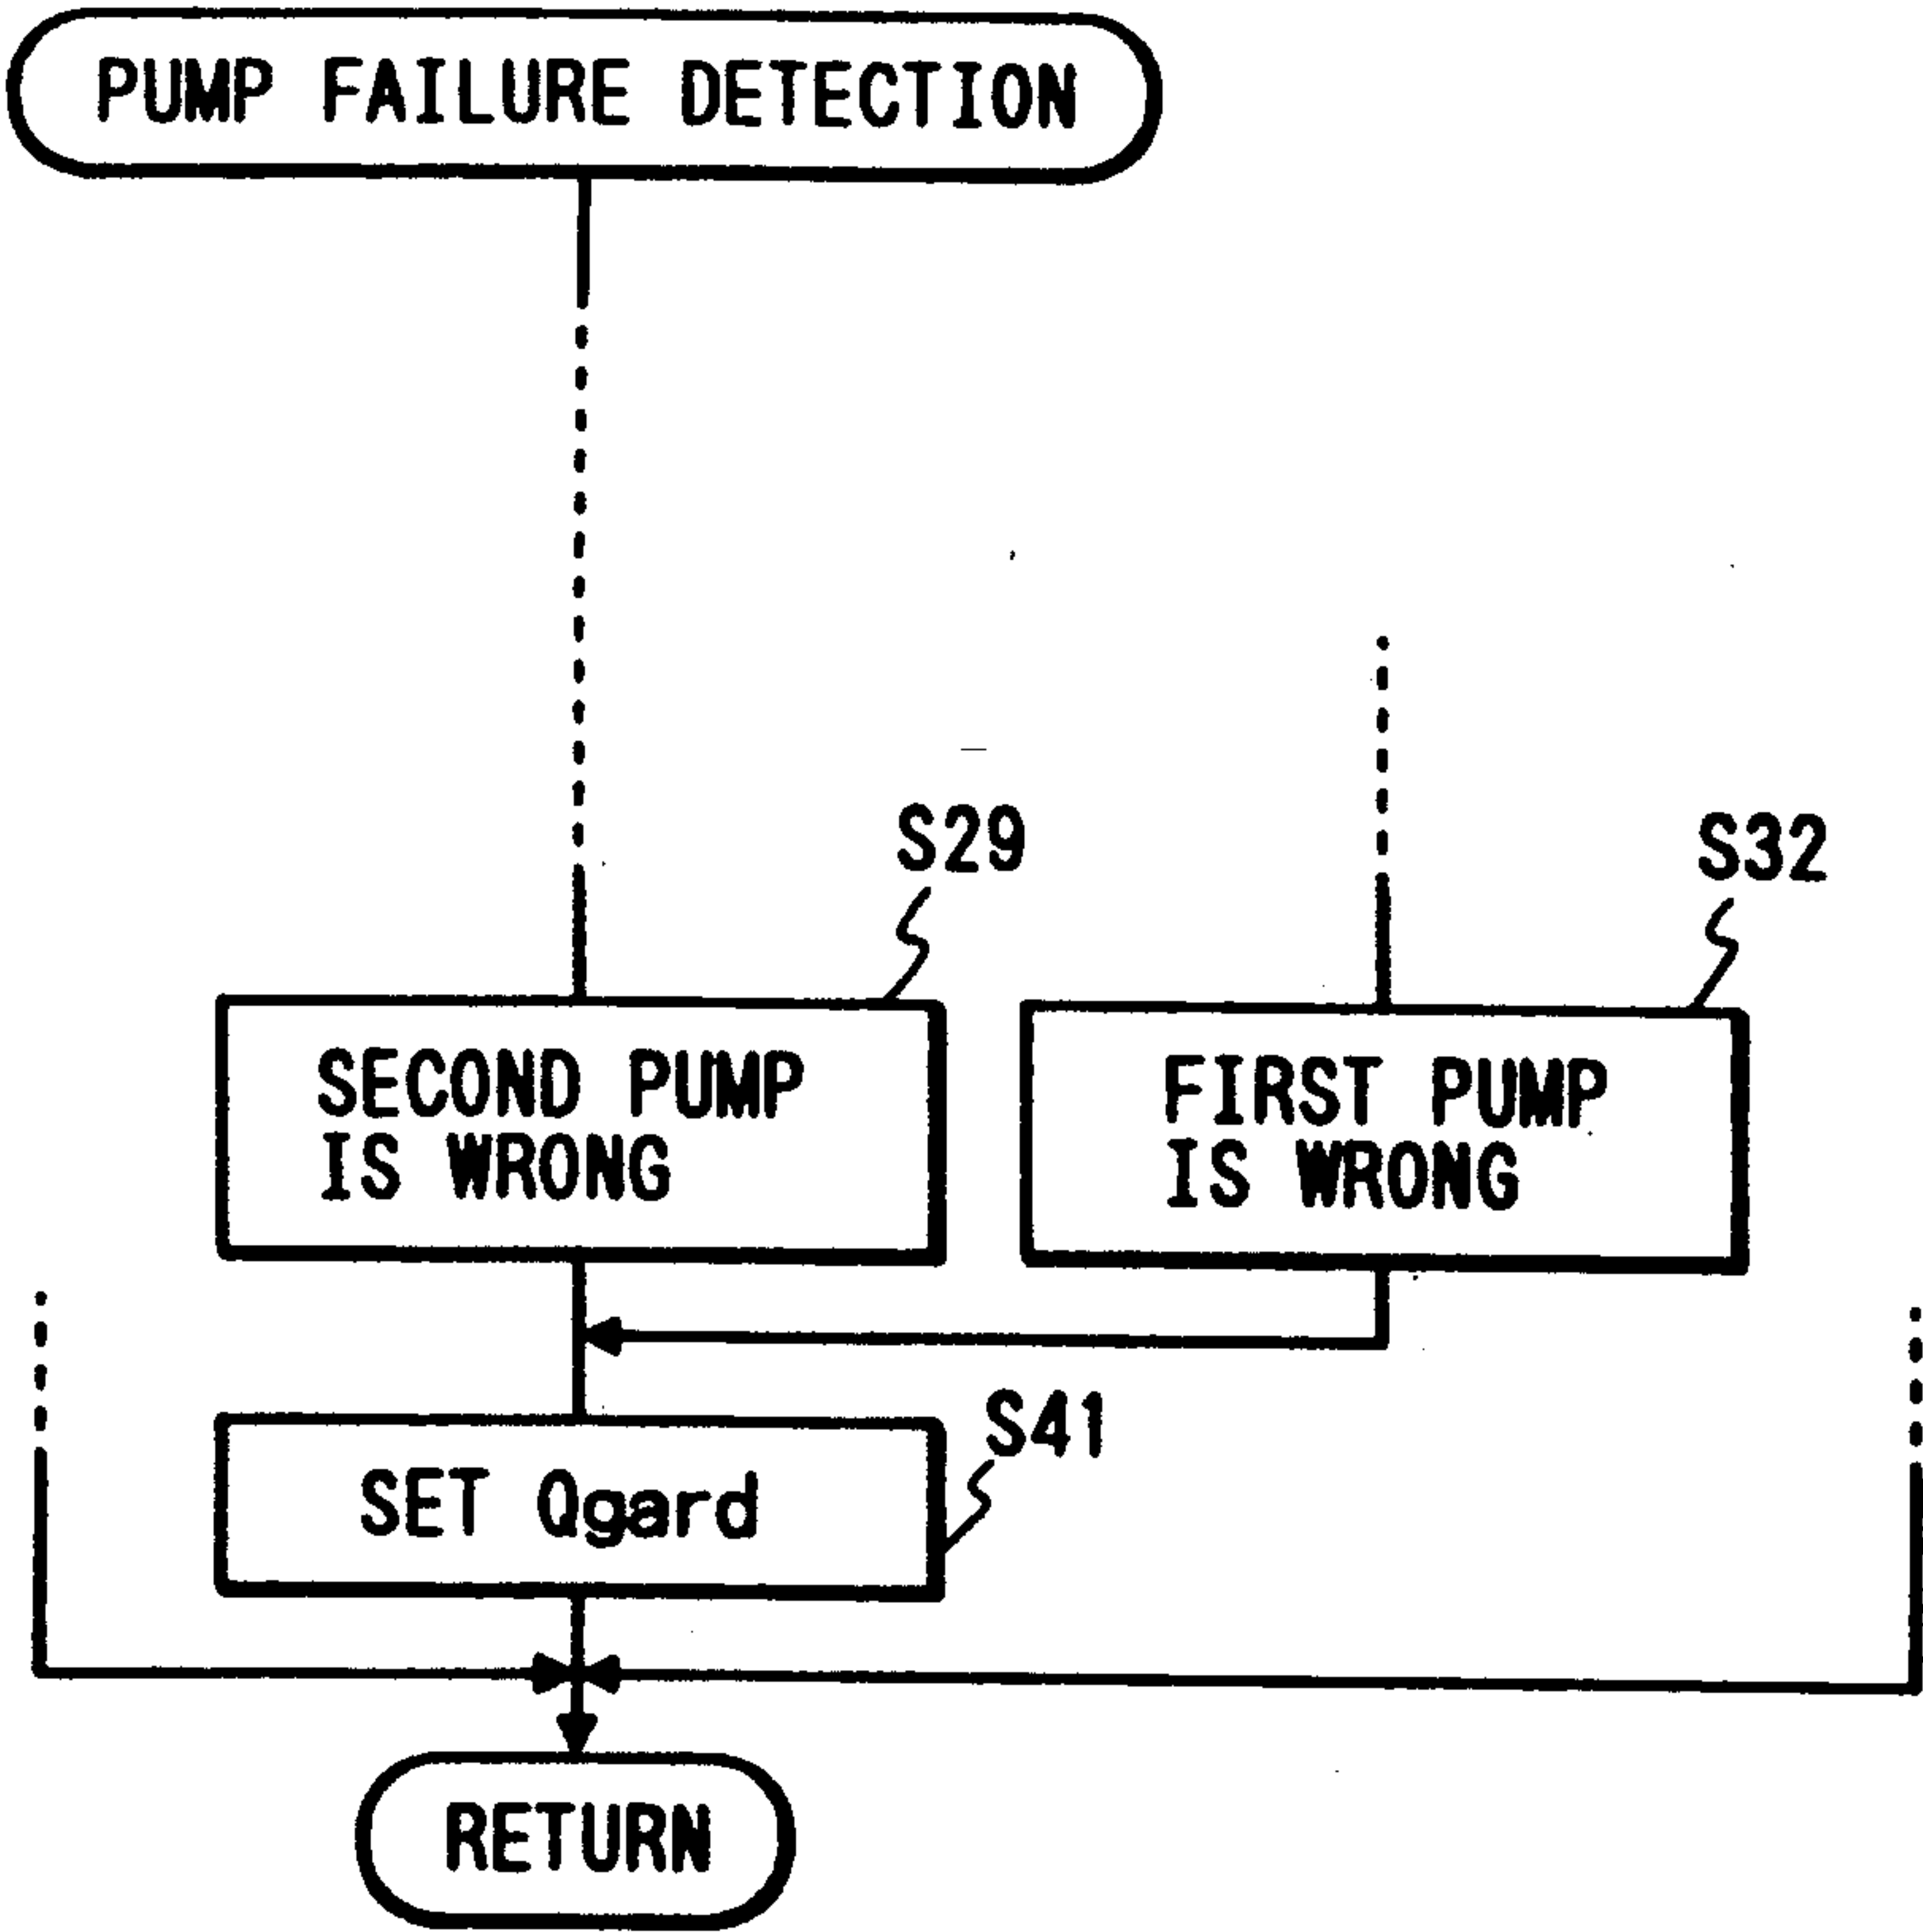 PUMP FAILURE DETECTION
S29
S32
SECOND PUMP
IS WRONG
FIRST PUMP
IS WRONG
S41
SET Qgard
RETURN